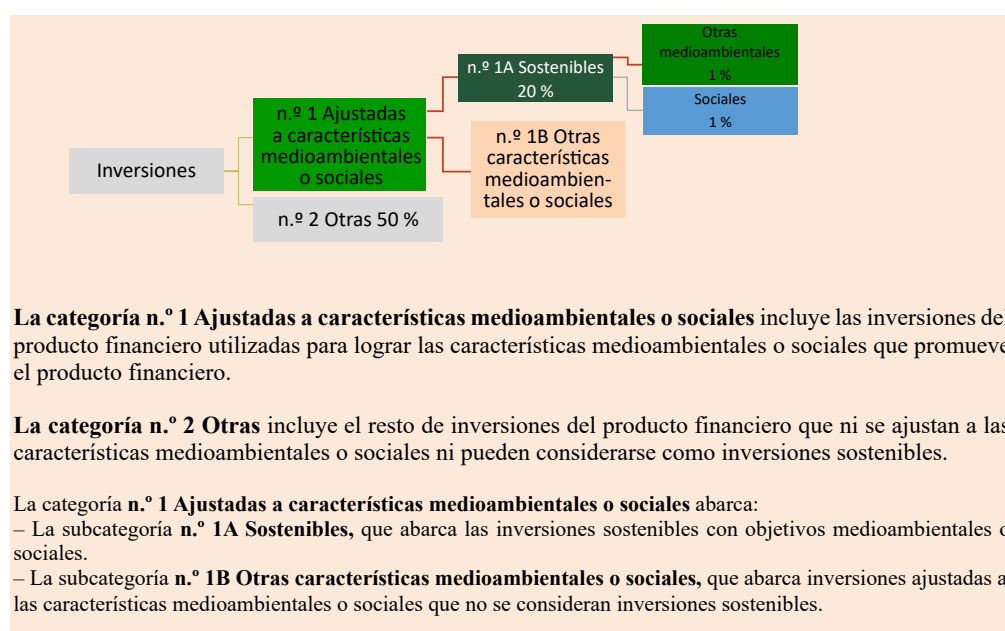 Otras
medioambientales
1 %
n.º 1A Sostenibles
20 %
Sociales
1 %
n.º 1 Ajustadas
a características
medioambientales
o sociales
n.º 1B Otras
características
medioambien-
tales o sociales
Inversiones
n.º 2 Otras 50 %
La categoría n.º 1 Ajustadas a características medioambientales o sociales incluye las inversiones del
producto financiero utilizadas para lograr las características medioambientales o sociales que promueve
el producto financiero.
La categoría n.º 2 Otras incluye el resto de inversiones del producto financiero que ni se ajustan a las
características medioambientales o sociales ni pueden considerarse como inversiones sostenibles.
La categoría n.º 1 Ajustadas a características medioambientales o sociales abarca:
– La subcategoría n.º 1A Sostenibles, que abarca las inversiones sostenibles con objetivos medioambientales o
sociales.
– La subcategoría n.º 1B Otras características medioambientales o sociales, que abarca inversiones ajustadas a
las características medioambientales o sociales que no se consideran inversiones sostenibles.